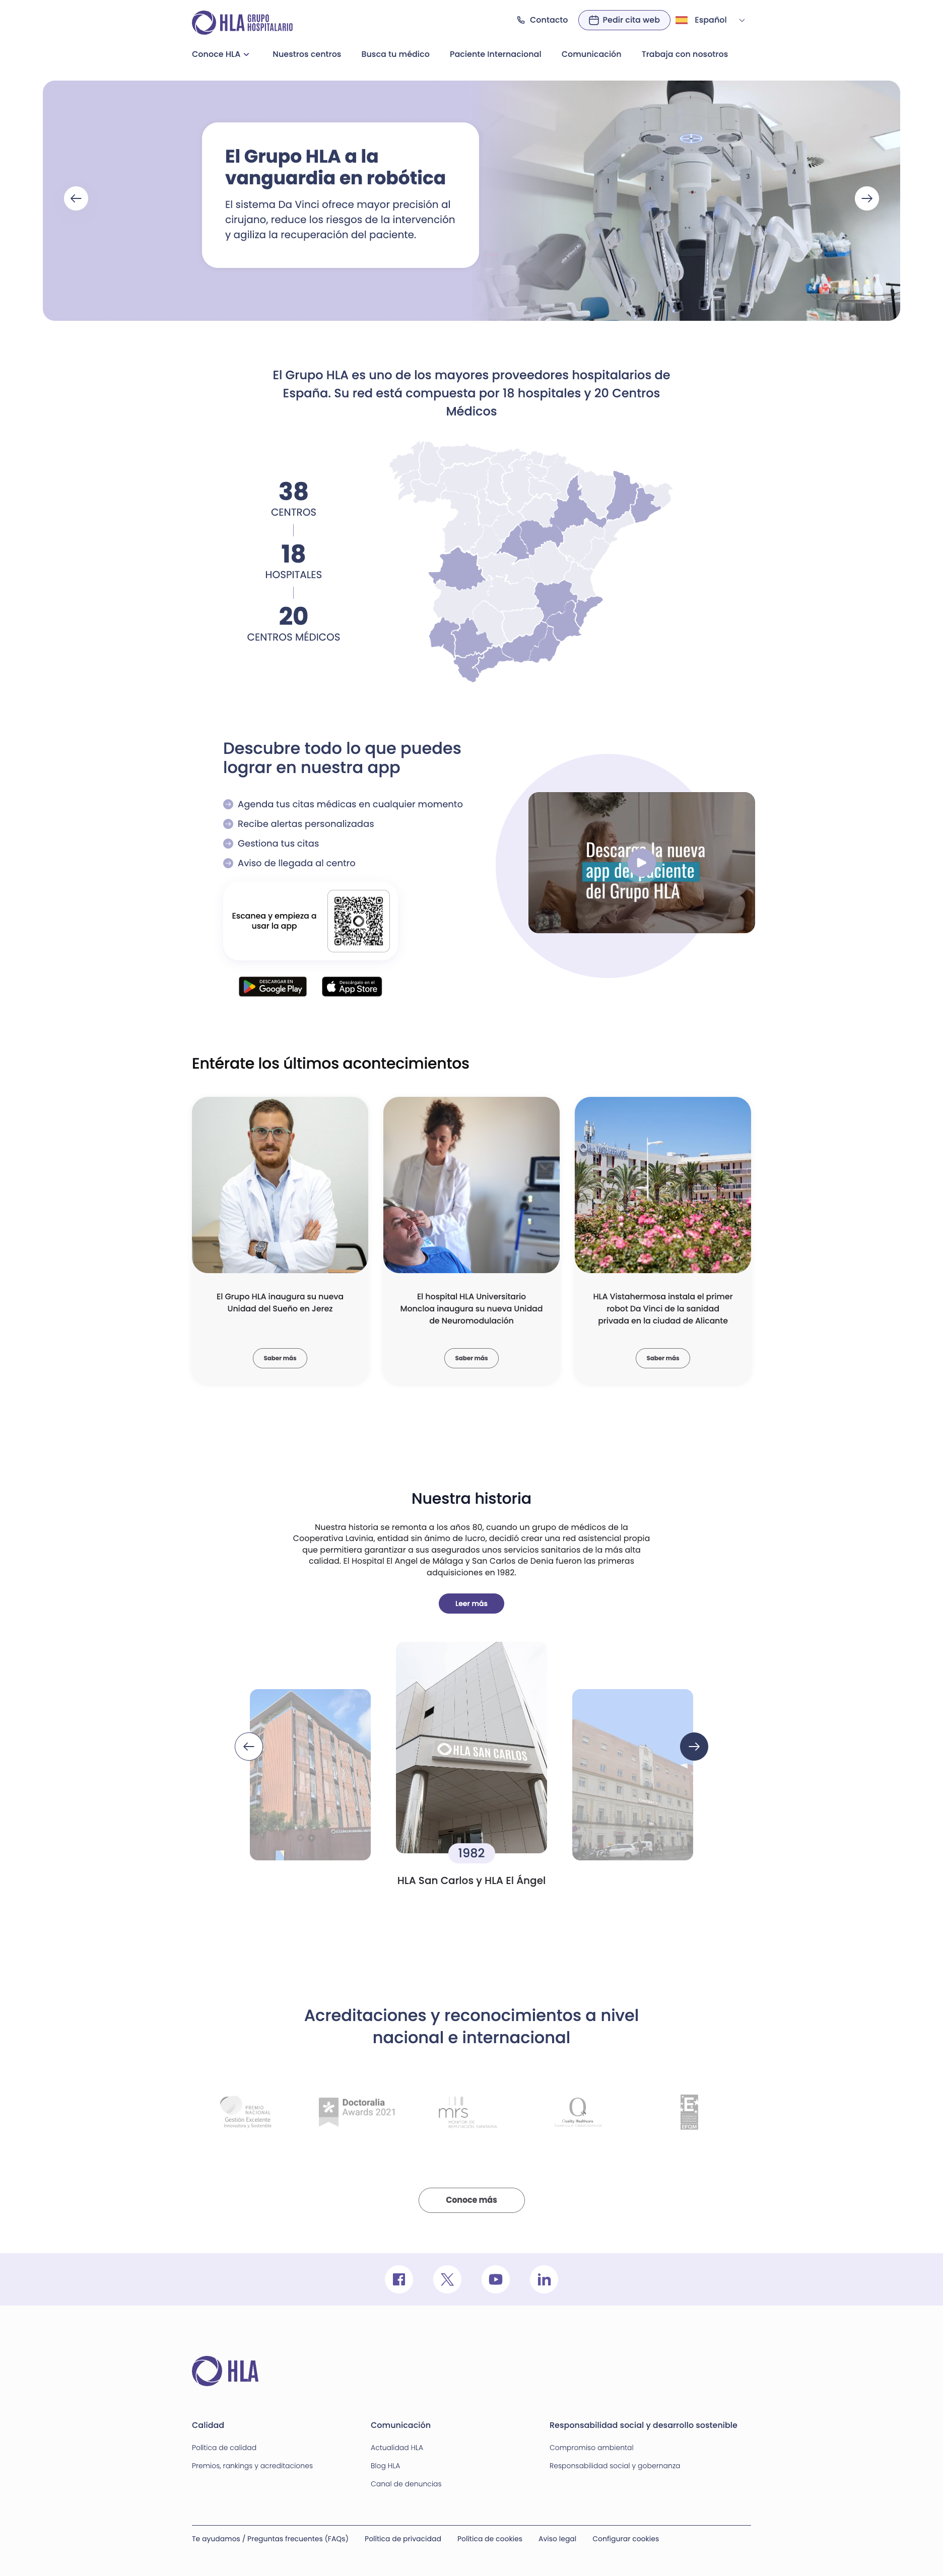 HLA GRUPO
HOSPITALARIO
Contacto
Pedir cita web
Español
Conoce HLA
Nuestros centros
Busca tu médico
Paciente Internacional
Comunicación
Trabaja con nosotros
El Grupo HLA a la
vanguardia en robótica
El sistema Da Vinci ofrece mayor precisión al
cirujano, reduce los riesgos de la intervención
y agiliza la recuperación del paciente.
1
2
3
4
El Grupo HLA es uno de los mayores proveedores hospitalarios de
España. Su red está compuesta por 18 hospitales y 20 Centros
Médicos
38
CENTROS
18
HOSPITALES
20
CENTROS MÉDICOS
Descubre todo lo que puedes
lograr en nuestra app
Agenda tus citas médicas en cualquier momento
Recibe alertas personalizadas
Gestiona tus citas
Aviso de llegada al centro
Escanea y empieza a
usar la app
DESCARGAR EN
Google Play
Descárgalo en el
App Store
Descarga la nueva
app del paciente
del Grupo HLA
Entérate los últimos acontecimientos
El Grupo HLA inaugura su nueva
Unidad del Sueño en Jerez
Saber más
El hospital HLA Universitario
Moncloa inaugura su nueva Unidad
de Neuromodulación
Saber más
HLA Vistahermosa instala el primer
robot Da Vinci de la sanidad
privada en la ciudad de Alicante
Saber más
Nuestra historia
Nuestra historia se remonta a los años 80, cuando un grupo de médicos de la
Cooperativa Lavinia, entidad sin ánimo de lucro, decidió crear una red asistencial propia
que permitiera garantizar a sus asegurados unos servicios sanitarios de la más alta
calidad. El Hospital El Angel de Málaga y San Carlos de Denia fueron las primeras
adquisiciones en 1982.
Leer más
HLA SAN CARLOS
1982
HLA San Carlos y HLA El Ángel
Acreditaciones y reconocimientos a nivel
nacional e internacional
PREMIO
NACIONAL
Gestión Excelente
Innovadora y Sostenible
Doctoralia
Awards 2021
mrs
Q
Quality Healthcare
E
EFQM
Conoce más
HLA
Calidad
Política de calidad
Premios, rankings y acreditaciones
Comunicación
Actualidad HLA
Blog HLA
Canal de denuncias
Responsabilidad social y desarrollo sostenible
Compromiso ambiental
Responsabilidad social y gobernanza
Te ayudamos / Preguntas frecuentes (FAQs)
Política de privacidad
Política de cookies
Aviso legal
Configurar cookies